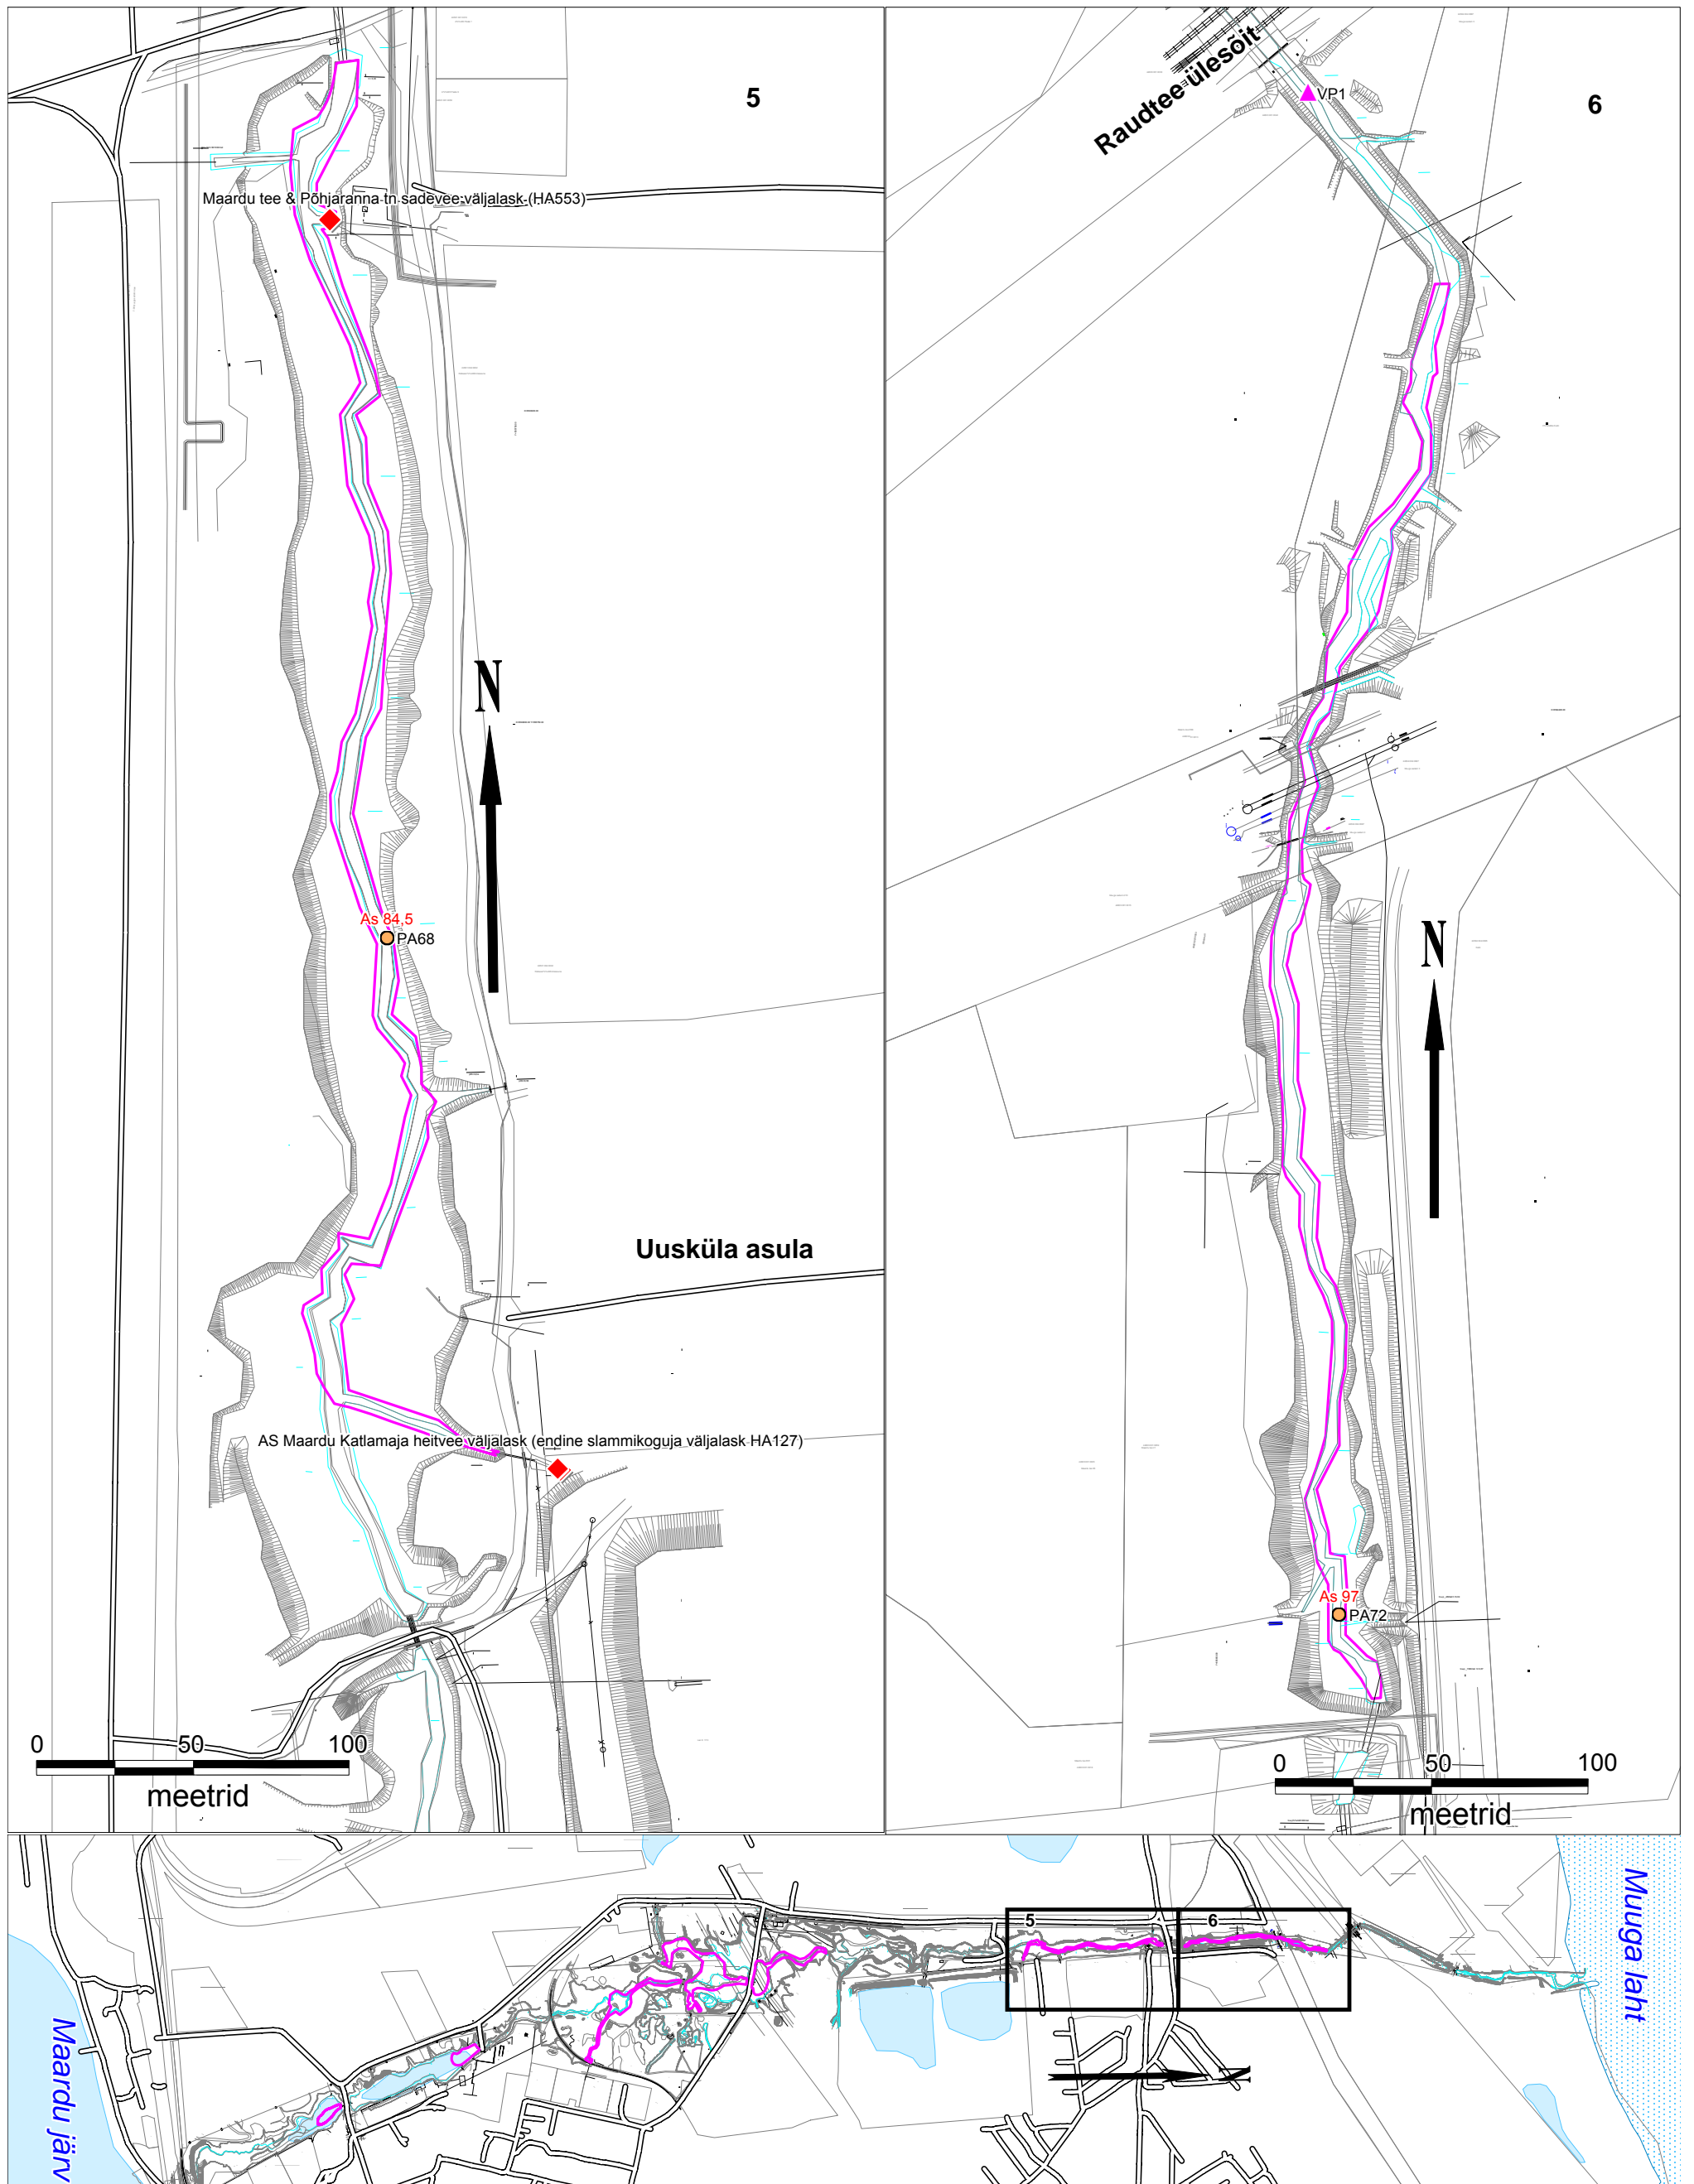 5
Maardu tee & Põhjaranna tn sadevee väljalask (HA553)
N
As 84,5
PA68
Uusküla asula
AS Maardu Katlamaja heitvee väljalask (endine slammikoguja väljalask HA127)
0 50 100
meetrid
Raudtee ülesõit
VP1
6
N
As 97
PA72
0 50 100
meetrid
5
6
N
Maardu järv
Muuga laht